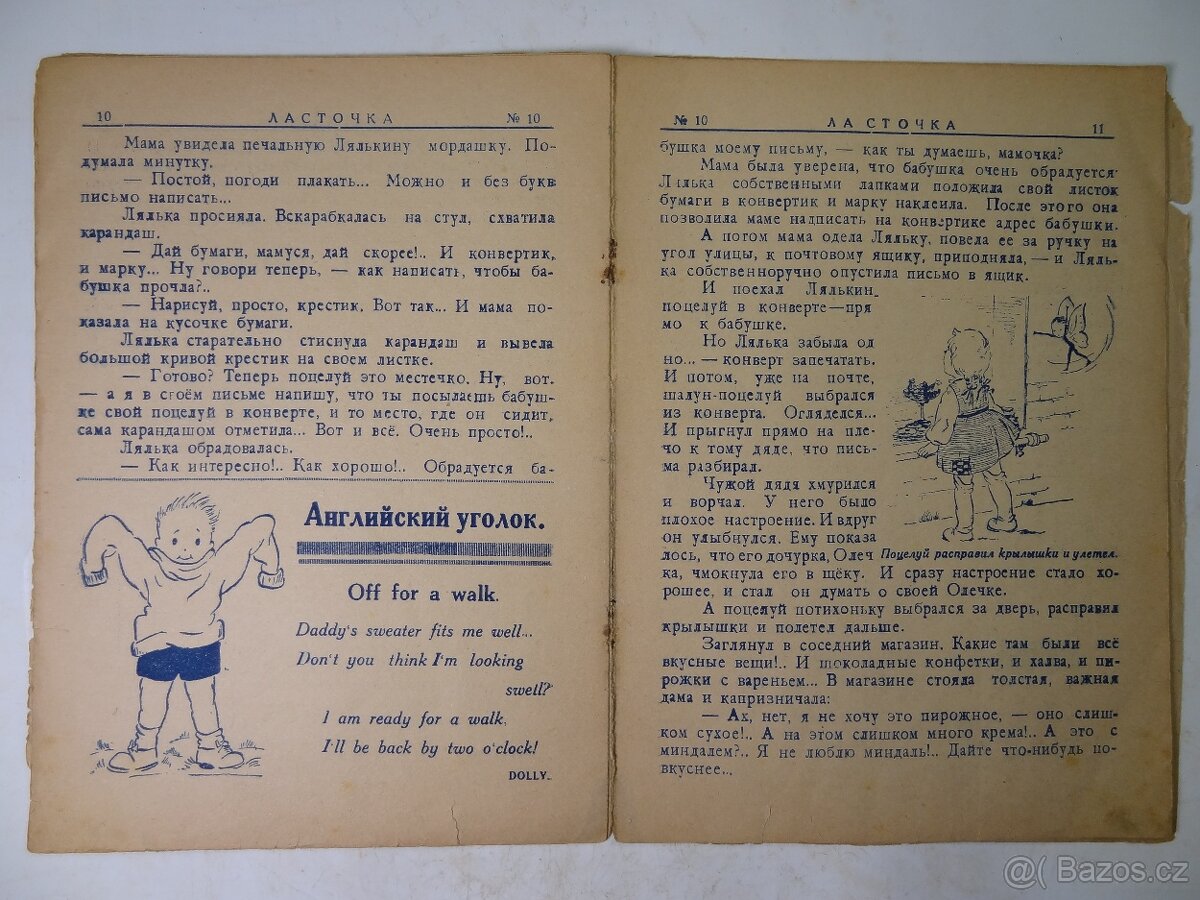 10 ЛАСТОЧКА № 10
Мама увидела печальную Лялькину мордашку. По-
думала минутку.
— Постой, погоди плакать... Можно и без букв
письмо написать...
Лялька просияла. Вскарабкалась на стул, схватила
карандаш.
— Дай бумаги, мамуся, дай скорее!.. И конвертик,
и марку... Ну говори теперь, — как написать, чтобы ба-
бушка прочла?..
— Нарисуй, просто, крестик. Вот так... И мама по-
казала на кусочке бумаги.
Лялька старательно стиснула карандаш и вывела
большой кривой крестик на своем листке.
— Готово? Теперь поцелуй это местечко. Ну, вот.
— а я в своём письме напишу, что ты посылаешь бабуш-
ке свой поцелуй в конверте, и то место, где он сидит,
сама карандашом отметила... Вот и всё. Очень просто!..
Лялька обрадовалась.
— Как интересно!.. Как хорошо!.. Обрадуется ба-
Английский уголок.
Off for a walk.
Daddy's sweater fits me well...
Don't you think I'm looking
swell?
I am ready for a walk,
I'll be back by two o'clock!
DOLLY.
№ 10 ЛАСТОЧКА 11
бушка моему письму, — как ты думаешь, мамочка?
Мама была уверена, что бабушка очень обрадуется.
Лялька собственными лапками положила свой листок
бумаги в конвертик и марку наклеила. После этого она
позволила маме надписать на конвертике адрес бабушки.
А потом мама одела Ляльку, повела ее за ручку на
угол улицы, к почтовому ящику, приподняла, — и Ляль-
ка собственноручно опустила письмо в ящик.
И поехал Лялькин
поцелуй в конверте—пря
мо к бабушке.
Но Лялька забыла од
но... — конверт запечатать.
И потом, уже на почте,
шалун-поцелуй выбрался
из конверта. Огляделся...
И прыгнул прямо на пле-
чо к тому дяде, что пись-
ма разбирал.
Чужой дядя хмурился
и ворчал. У него было
плохое настроение. И вдруг
он улыбнулся. Ему показа
лось, что его дочурка, Олеч
Поцелуй расправил крылышки и улетел.
ка, чмокнула его в щёку. И сразу настроение стало хо-
рошее, и стал он думать о своей Олечке.
А поцелуй потихоньку выбрался за дверь, расправил
крылышки и полетел дальше.
Заглянул в соседний магазин. Какие там были всё
вкусные вещи!.. И шоколадные конфетки, и халва, и пи-
рожки с вареньем... В магазине стояла толстая, важная
дама и капризничала:
— Ах, нет, я не хочу это пирожное, — оно слиш-
ком сухое!.. А на этом слишком много крема!.. А это с
миндалем?.. Я не люблю миндаль!.. Дайте что-нибудь по-
вкуснее...
@( Bazos.cz